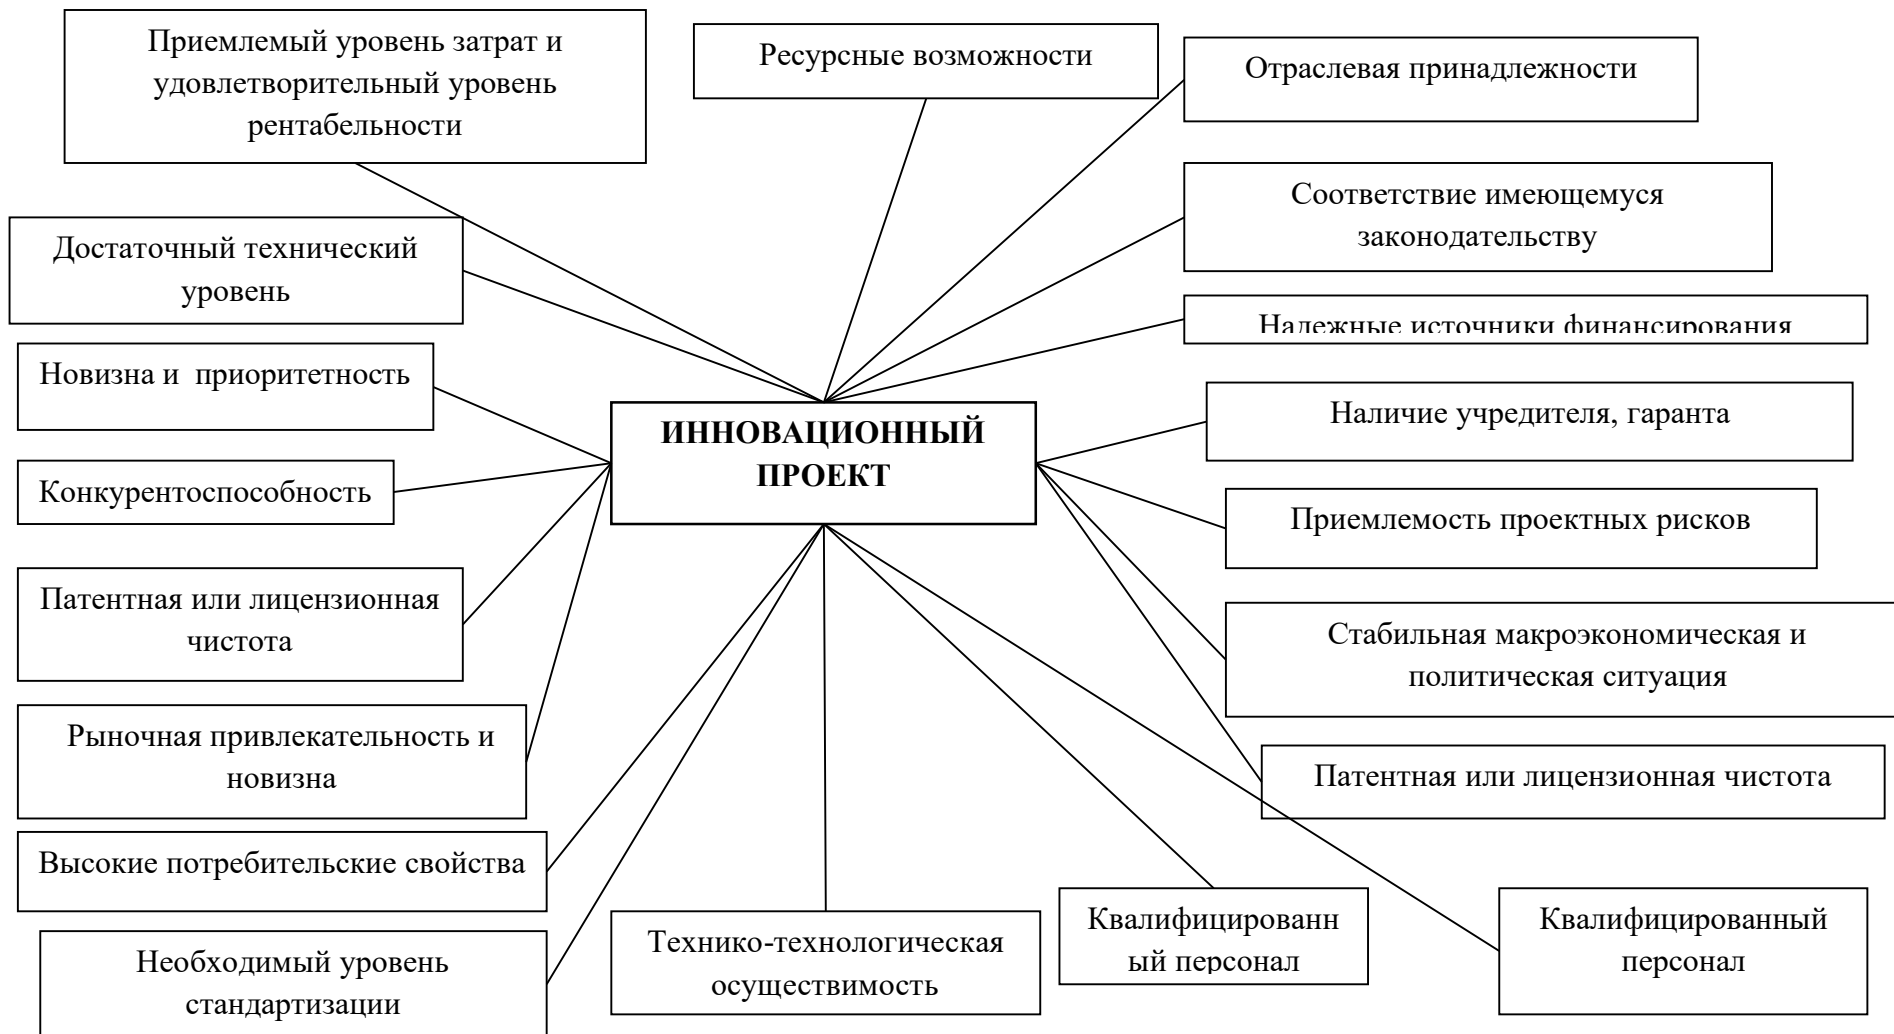 Приемлемый уровень затрат и
удовлетворительный уровень
рентабельности
Ресурсные возможности
Отраслевая принадлежности
Соответствие имеющемуся
законодательству
Достаточный технический
уровень
Надежные источники финансирования
Новизна и приоритетность
Наличие учредителя, гаранта
ИННОВАЦИОННЫЙ
ПРОЕКТ
Конкурентоспособность
Приемлемость проектных рисков
Патентная или лицензионная
чистота
Стабильная макроэкономическая и
политическая ситуация
Рыночная привлекательность и
новизна
Патентная или лицензионная чистота
Высокие потребительские свойства
Необходимый уровень
стандартизации
Технико-технологическая
осуществимость
Квалифицированн
ый персонал
Квалифицированный
персонал